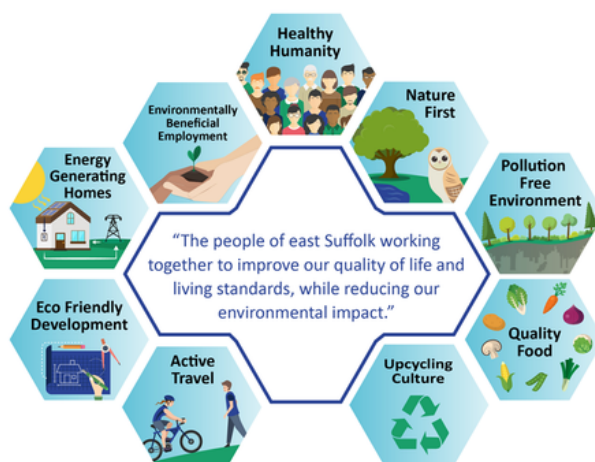 Healthy
Humanity
Environmentally
Beneficial
Employment
Nature
First
Energy
Generating
Homes
Pollution
Free
Environment
“The people of east Suffolk working
together to improve our quality of life and
living standards, while reducing our
environmental impact.”
Eco Friendly
Development
Quality
Food
Active
Travel
Upcycling
Culture